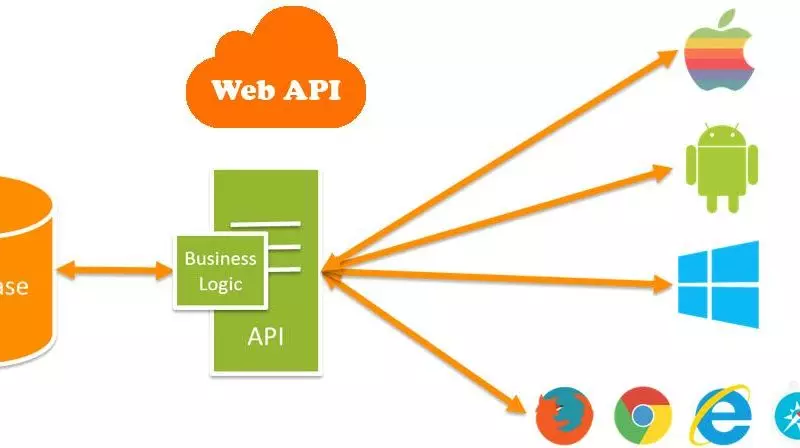 Web API
ase
Business
Logic
API